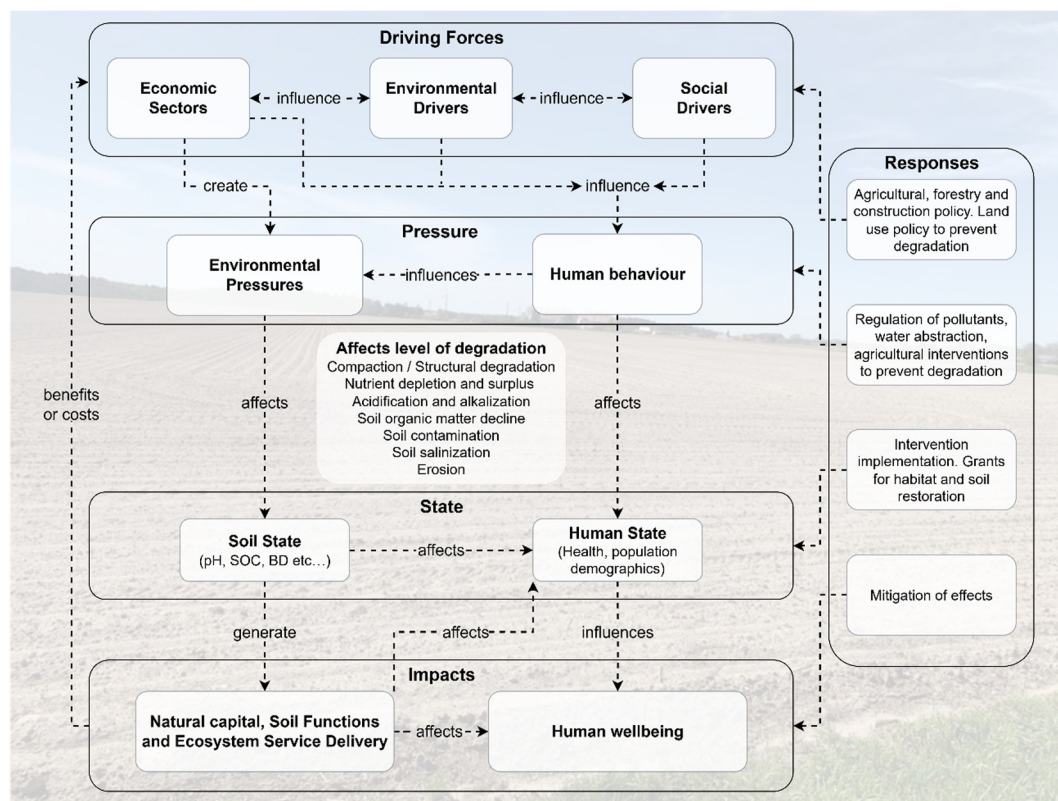 Driving Forces
Economic
Sectors
influence
Environmental
Drivers
influence
Social
Drivers
create
influence
Pressure
Environmental
Pressures
influences
Human behaviour
Affects level of degradation
Compaction / Structural degradation
Nutrient depletion and surplus
Acidification and alkalization
Soil organic matter decline
Soil contamination
Soil salinization
Erosion
benefits
or costs
affects
affects
State
Soil State
(pH, SOC, BD etc…)
affects
Human State
(Health, population
demographics)
generate
affects
influences
Impacts
Natural capital, Soil Functions
and Ecosystem Service Delivery
affects
Human wellbeing
Responses
Agricultural, forestry and
construction policy. Land
use policy to prevent
degradation
Regulation of pollutants,
water abstraction,
agricultural interventions
to prevent degradation
Intervention
implementation. Grants
for habitat and soil
restoration
Mitigation of effects